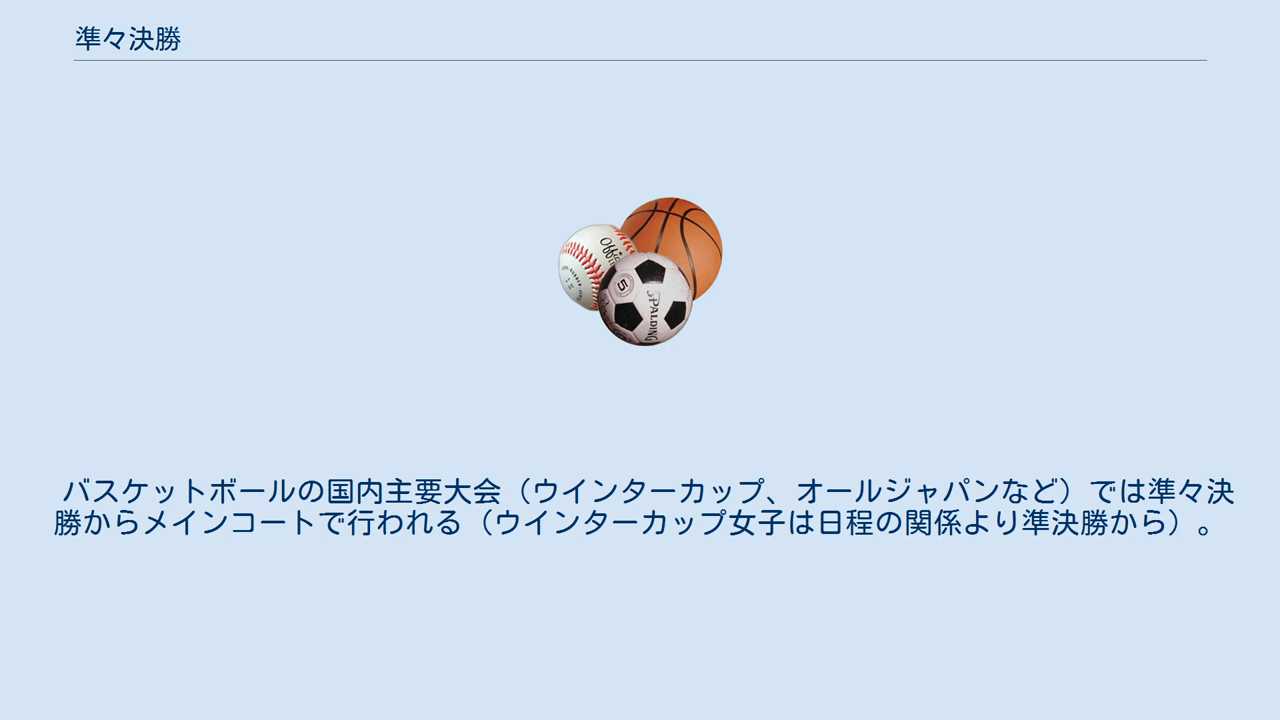 準々決勝
5
SPALDING
バスケットボールの国内主要大会（ウインターカップ、オールジャパンなど）では準々決
勝からメインコートで行われる（ウインターカップ女子は日程の関係より準決勝から）。